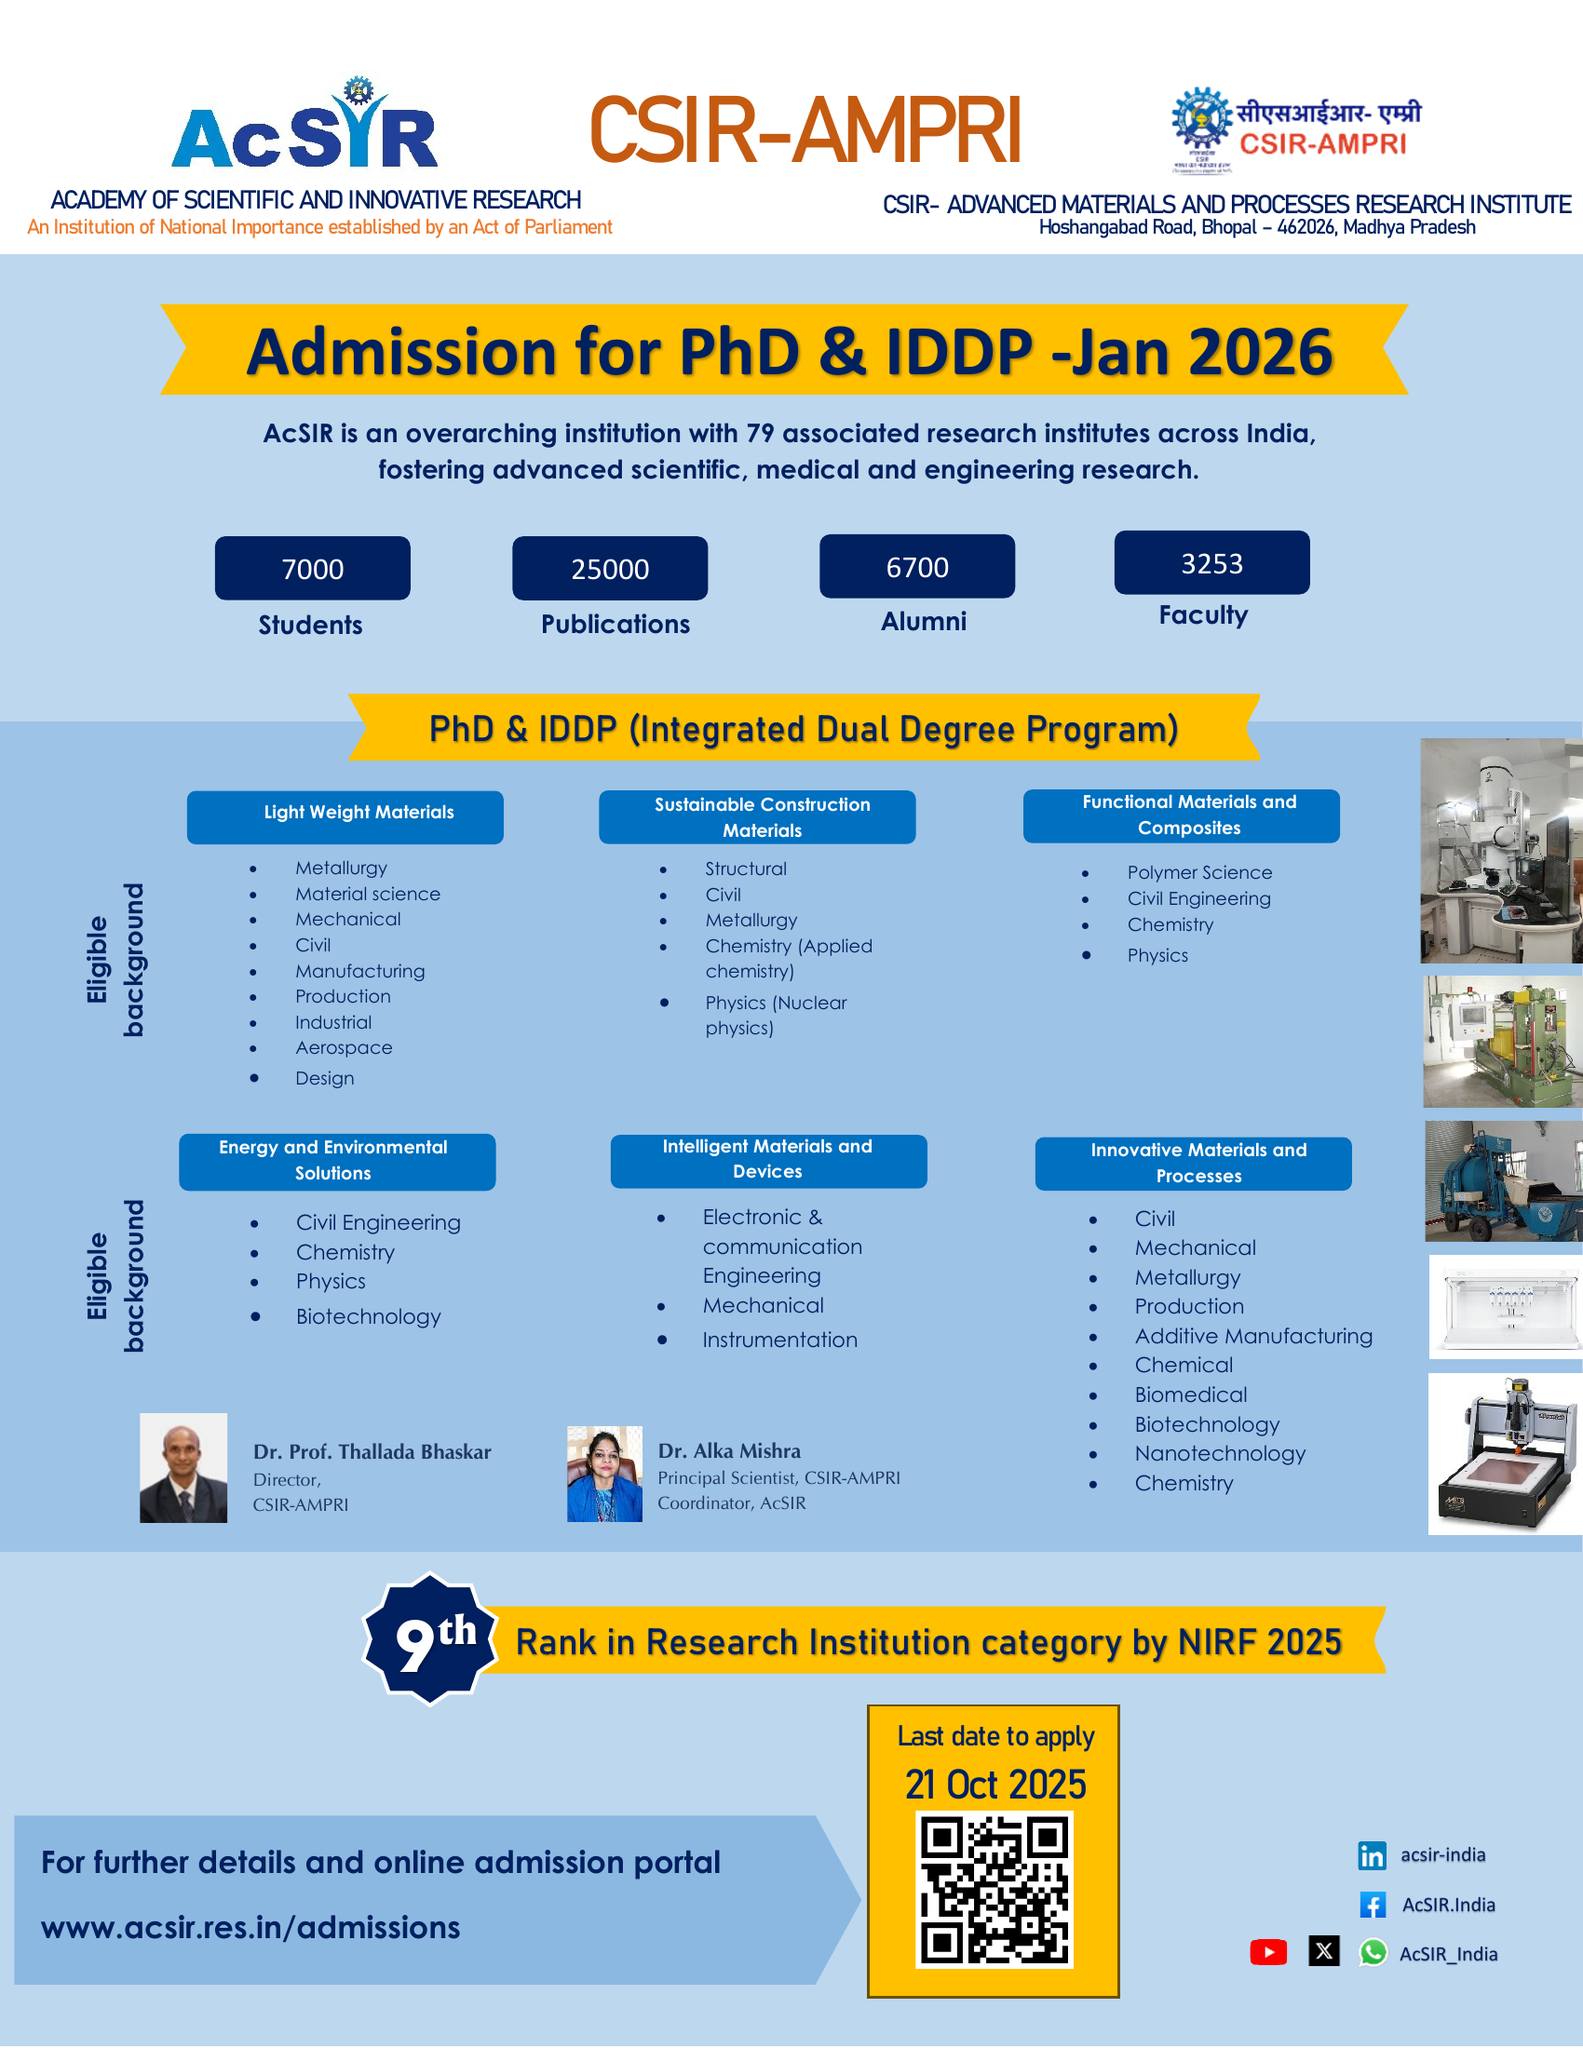 AcSIR
CSIR-AMPRI
सीएसआईआर- एम्प्री
CSIR-AMPRI
ACADEMY OF SCIENTIFIC AND INNOVATIVE RESEARCH
An Institution of National Importance established by an Act of Parliament
CSIR- ADVANCED MATERIALS AND PROCESSES RESEARCH INSTITUTE
Hoshangabad Road, Bhopal – 462026, Madhya Pradesh
Admission for PhD & IDDP -Jan 2026
AcSIR is an overarching institution with 79 associated research institutes across India,
fostering advanced scientific, medical and engineering research.
7000
Students
25000
Publications
6700
Alumni
3253
Faculty
PhD & IDDP (Integrated Dual Degree Program)
Eligible
background
Light Weight Materials
• Metallurgy
• Material science
• Mechanical
• Civil
• Manufacturing
• Production
• Industrial
• Aerospace
• Design
Sustainable Construction
Materials
• Structural
• Civil
• Metallurgy
• Chemistry (Applied
chemistry)
• Physics (Nuclear
physics)
Functional Materials and
Composites
• Polymer Science
• Civil Engineering
• Chemistry
• Physics
Eligible
background
Energy and Environmental
Solutions
• Civil Engineering
• Chemistry
• Physics
• Biotechnology
Intelligent Materials and
Devices
• Electronic &
communication
Engineering
• Mechanical
• Instrumentation
Innovative Materials and
Processes
• Civil
• Mechanical
• Metallurgy
• Production
• Additive Manufacturing
• Chemical
• Biomedical
• Biotechnology
• Nanotechnology
• Chemistry
Dr. Prof. Thallada Bhaskar
Director,
CSIR-AMPRI
Dr. Alka Mishra
Principal Scientist, CSIR-AMPRI
Coordinator, AcSIR
9th
Rank in Research Institution category by NIRF 2025
Last date to apply
21 Oct 2025
For further details and online admission portal
www.acsir.res.in/admissions
acsir-india
AcSIR.India
AcSIR_India